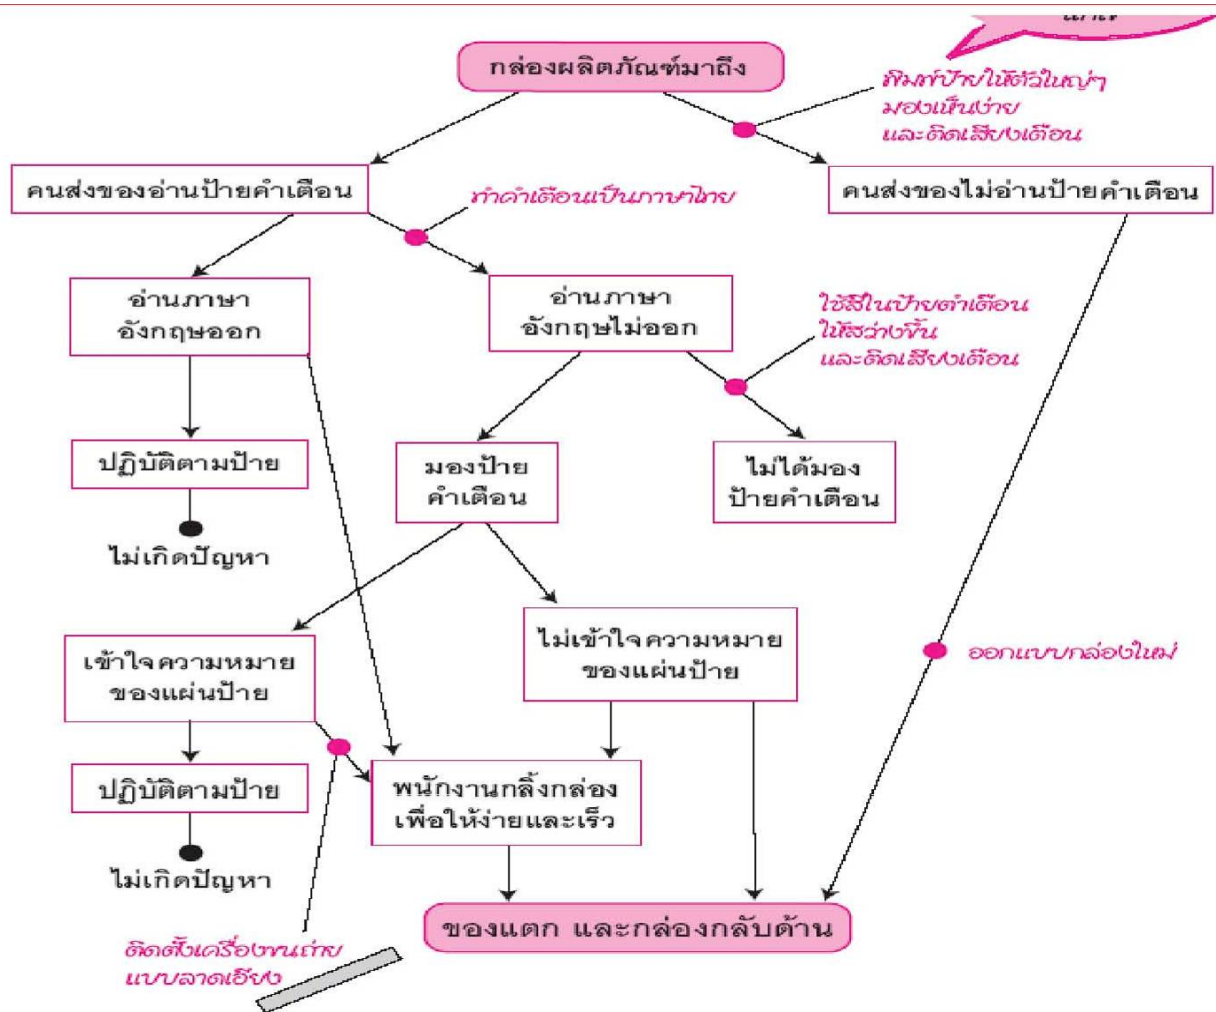 กล่องผลิตภัณฑ์มาถึง
พิมพ์ป้ายให้ตัวใหญ่ๆ
มองเห็นง่าย
และติดเสียงเตือน
คนส่งของอ่านป้ายคำเตือน
ทำคำเตือนเป็นภาษาไทย
คนส่งของไม่อ่านป้ายคำเตือน
อ่านภาษา
อังกฤษออก
อ่านภาษา
อังกฤษไม่ออก
ใช้สีในป้ายคำเตือน
ให้สว่างขึ้น
และติดเสียงเตือน
ปฏิบัติตามป้าย
มองป้าย
คำเตือน
ไม่ได้มอง
ป้ายคำเตือน
ไม่เกิดปัญหา
เข้าใจความหมาย
ของแผ่นป้าย
ไม่เข้าใจความหมาย
ของแผ่นป้าย
ออกแบบกล่องใหม่
ปฏิบัติตามป้าย
พนักงานกลิ้งกล่อง
เพื่อให้ง่ายและเร็ว
ไม่เกิดปัญหา
ของแตก และกล่องกลับด้าน
ติดตั้งเครื่องขนถ่าย
แบบลาดเอียง